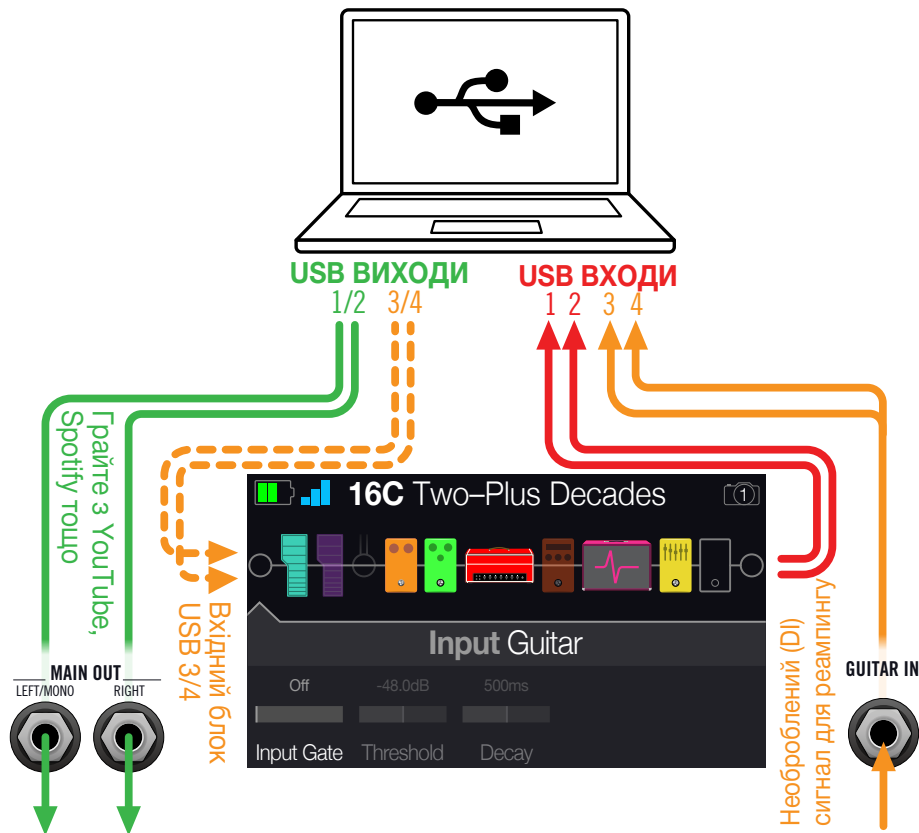 USB ВИХОДИ
1/2 3/4
USB ВХОДИ
1 2 3 4
Грайте з YouTube,
Spotify тощо
16C Two–Plus Decades
1
Вхідний блок
USB 3/4
Input Guitar
Off -48.0dB 500ms
Input Gate Threshold Decay
Необроблений (DI)
сигнал для реампингу
MAIN OUT
LEFT/MONO RIGHT
GUITAR IN